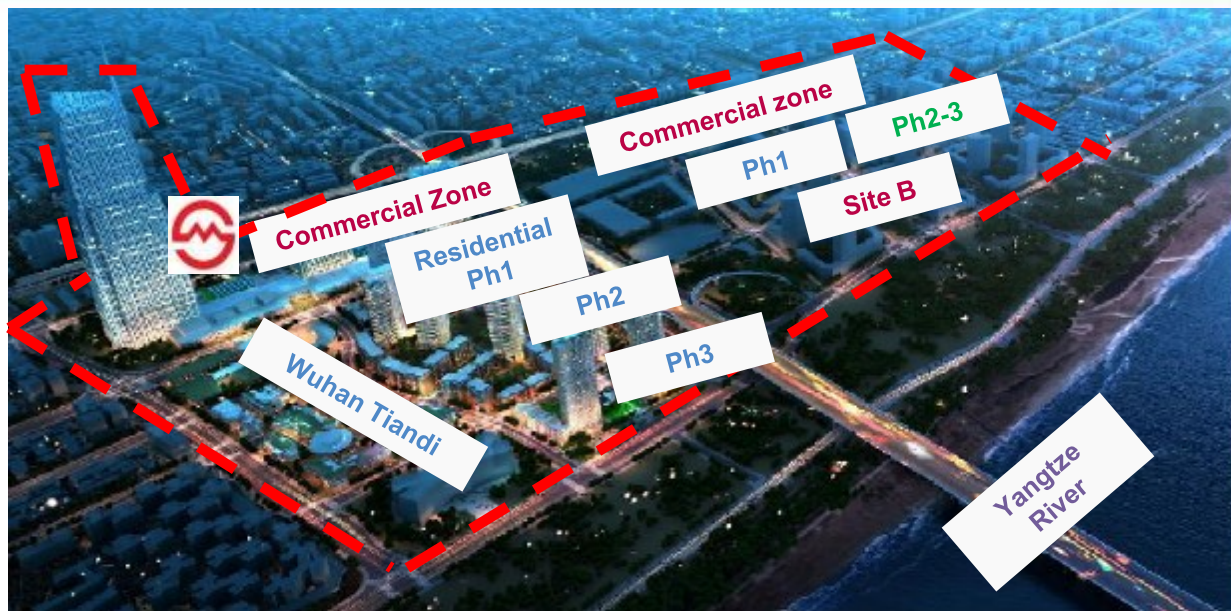 Commercial zone
Ph2-3
Ph1
Site B
Commercial Zone
Residential
Ph1
Ph2
Ph3
Wuhan Tiandi
Yangtze
River